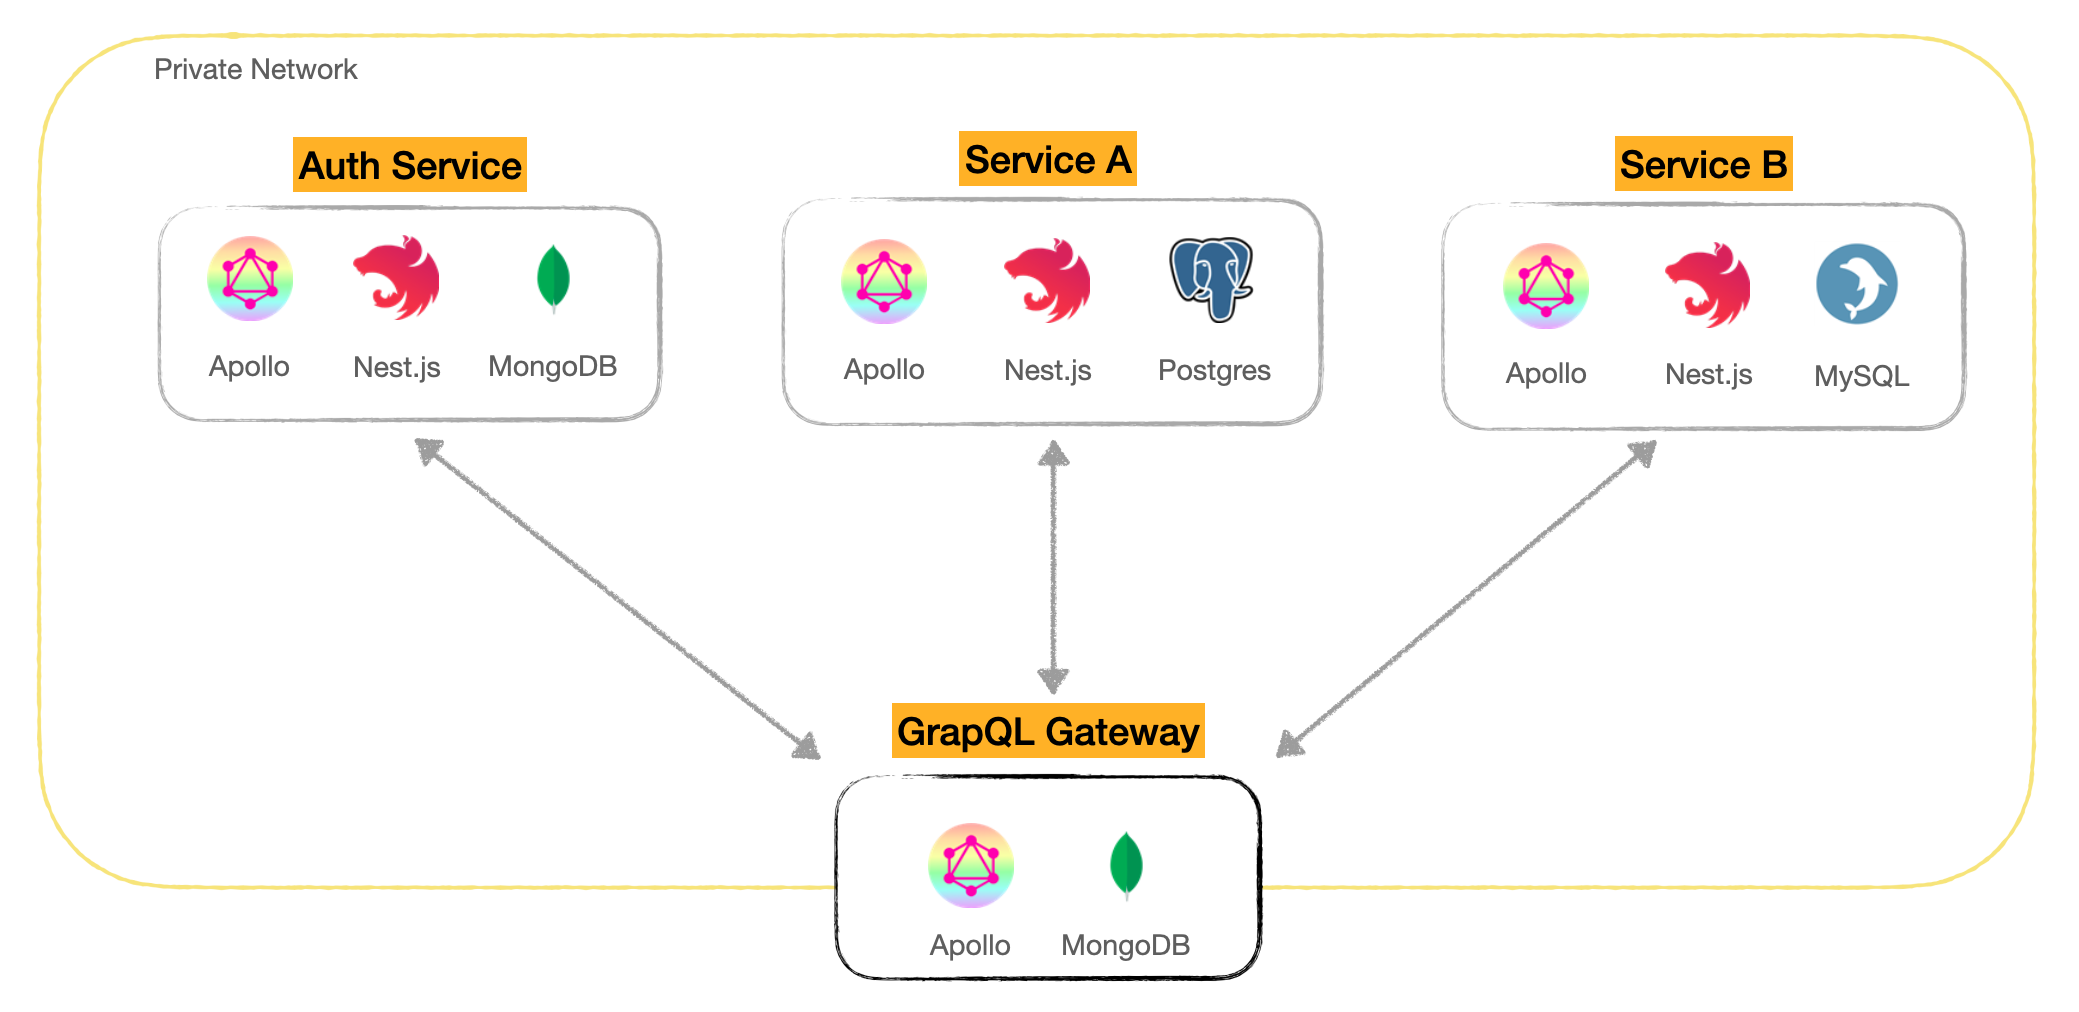 Private Network
Auth Service
Apollo
Nest.js
MongoDB
Service A
Apollo
Nest.js
Postgres
Service B
Apollo
Nest.js
MySQL
GrapQL Gateway
Apollo
MongoDB